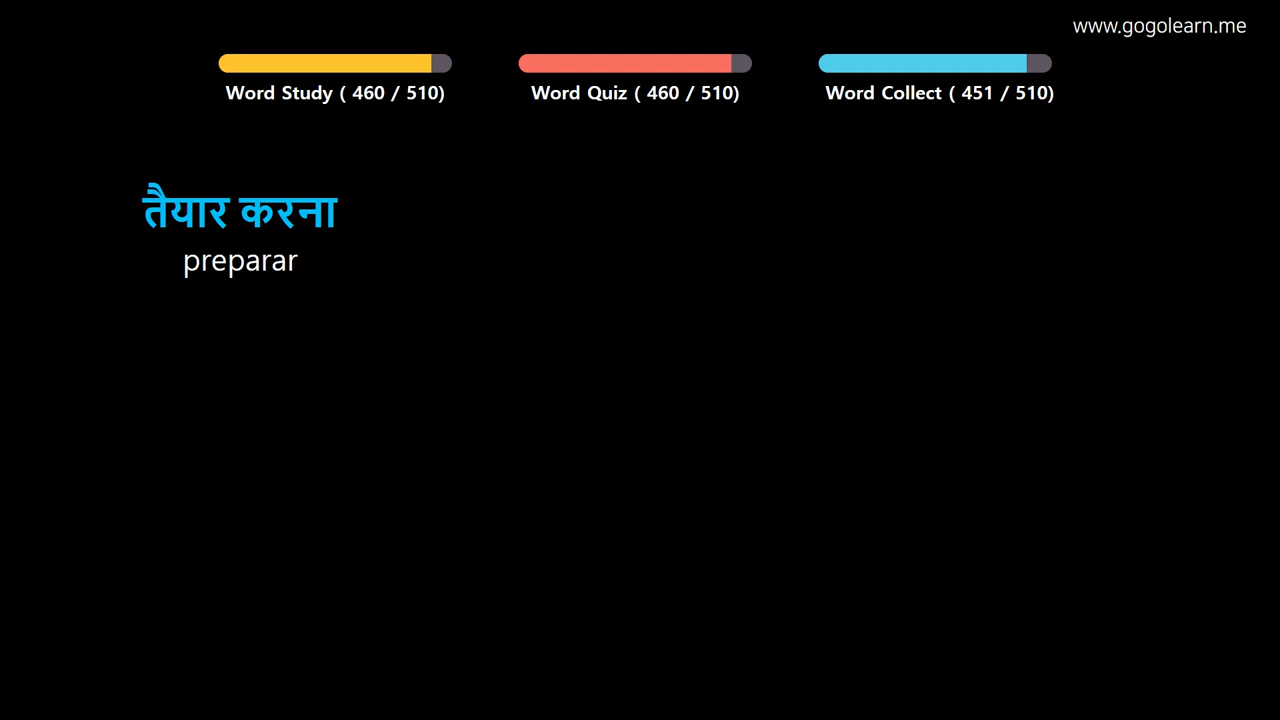 www.gogolearn.me
Word Study ( 460 / 510)
Word Quiz ( 460 / 510)
Word Collect ( 451 / 510)
तैयार करना
preparar